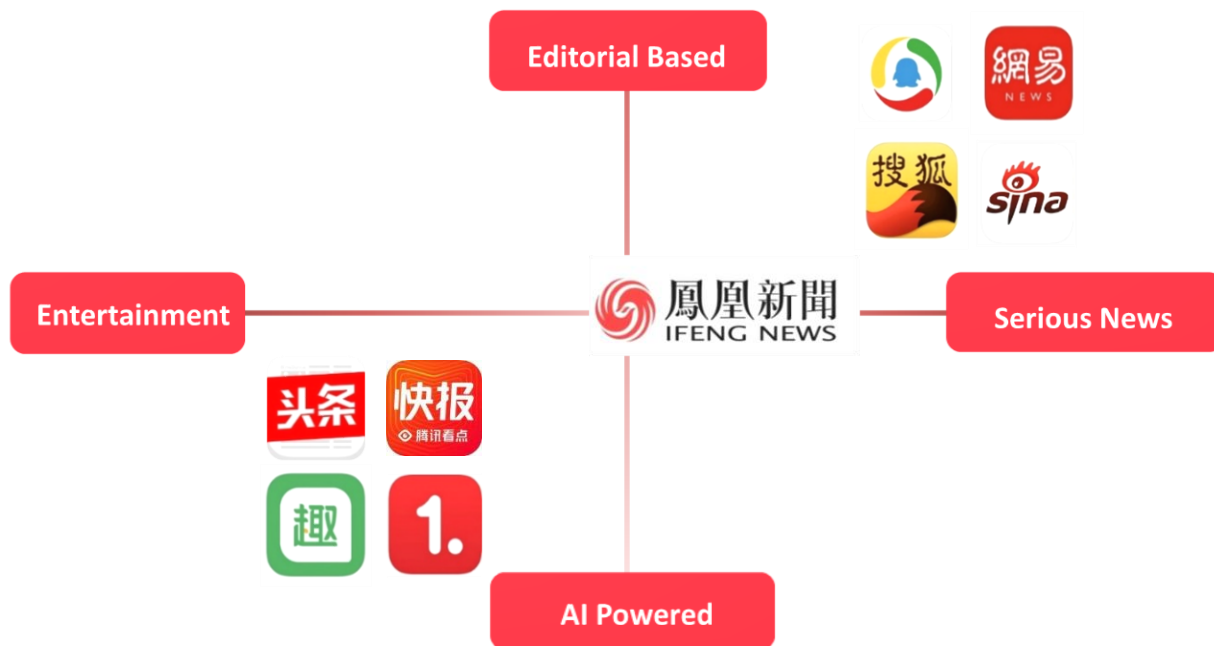 Editorial Based
網易
NEWS
搜狐
sina
Entertainment
鳳凰新聞
IFENG NEWS
Serious News
头条
快报
腾讯看点
趣
1.
AI Powered